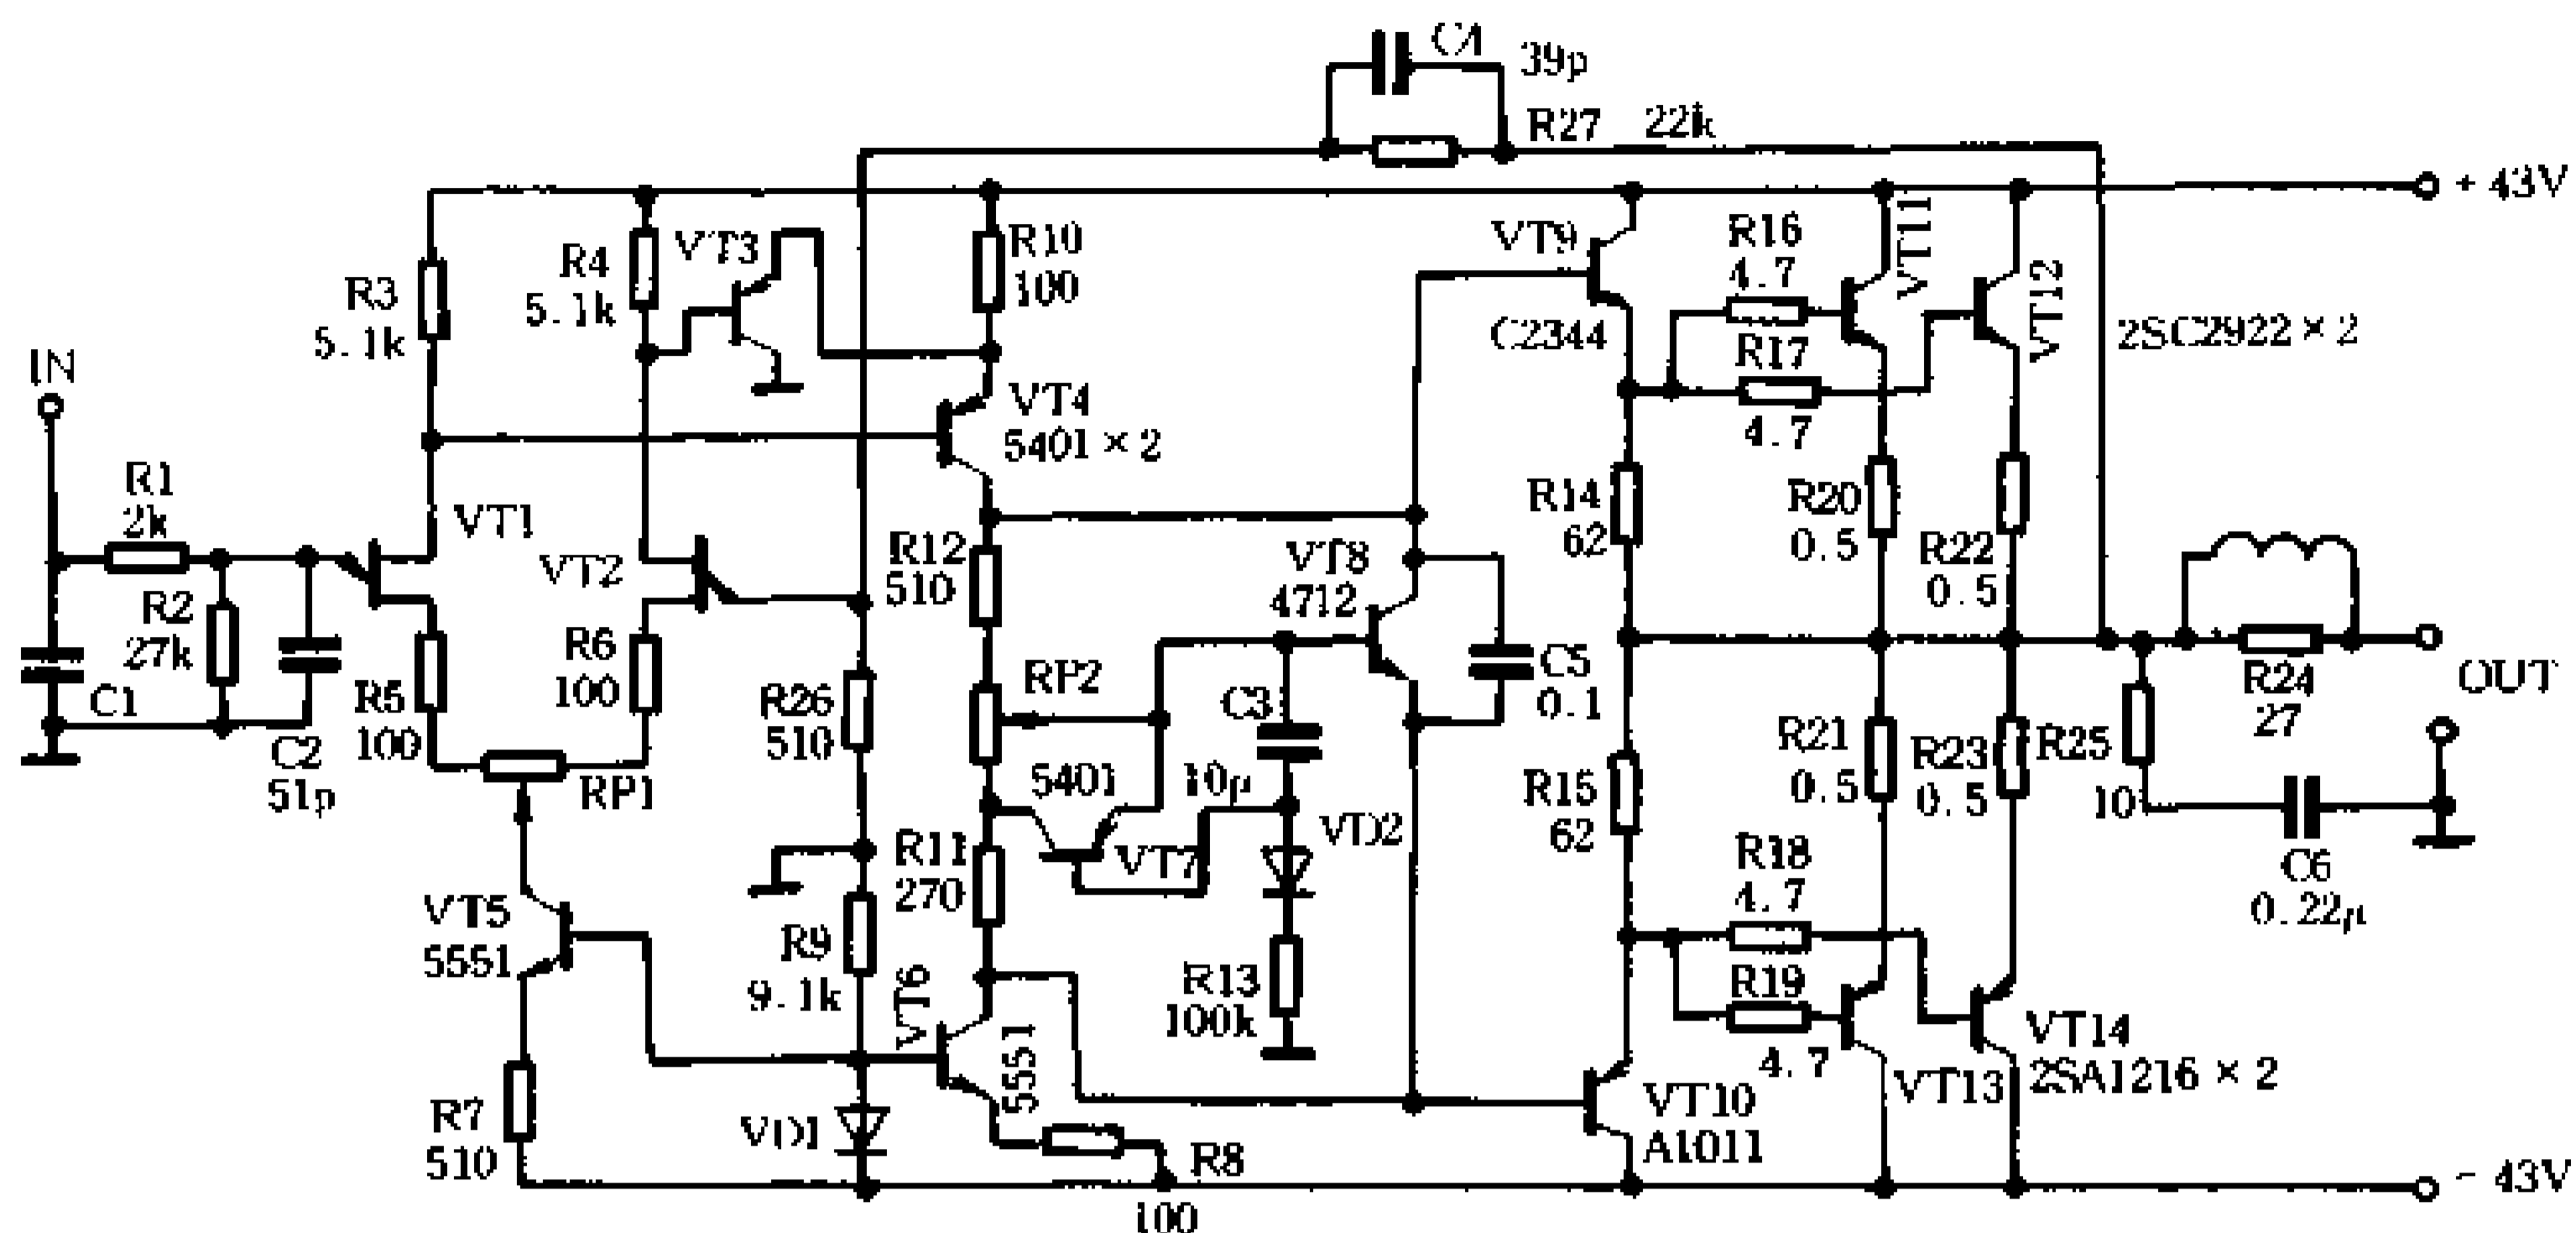 C4
39p
R27 22k
+43V
R3
5.1k
R4
5.1k
VT3
R10
100
VT9
C2344
R16
4.7
VT11
R17
4.7
VT12
2SC2922×2
IN
VT4
5401×2
R1
2k
VT1
VT2
R2
27k
C1
C2
51p
R5
100
R6
100
RP1
R26
510
R12
510
RP2
VT8
4712
C5
0.1
C3
10μ
5401
VT7
VD2
R14
62
R20
0.5
R22
0.5
R15
62
R21
0.5
R23
0.5
R25
10
R24
27
OUT
C6
0.22μ
R11
270
R13
100k
R18
4.7
R19
4.7
VT5
5551
R9
9.1k
VT6
5551
R7
510
VD1
R8
100
VT10
A1011
VT13
VT14
2SA1216×2
-43V